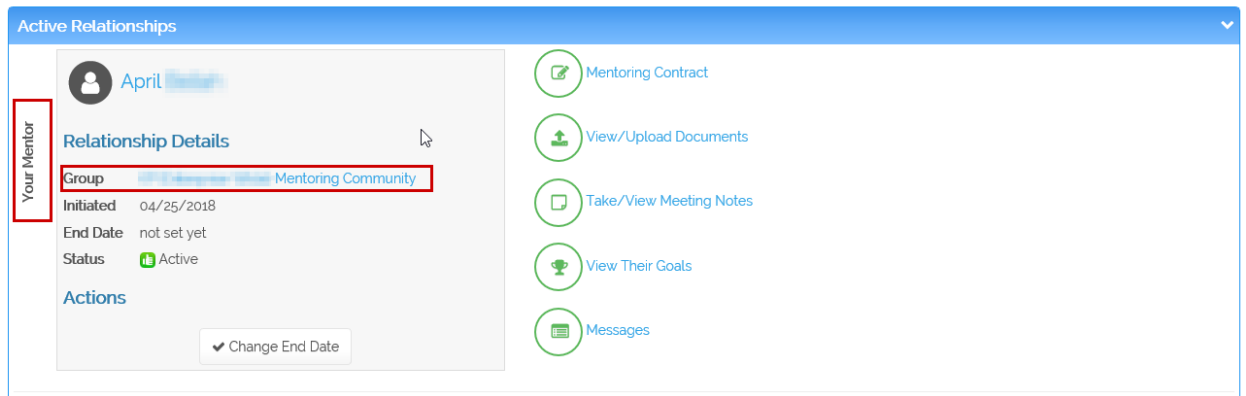 Active Relationships
Your Mentor
April
Relationship Details
Group Mentoring Community
Initiated 04/25/2018
End Date not set yet
Status Active
Actions
Change End Date
Mentoring Contract
View/Upload Documents
Take/View Meeting Notes
View Their Goals
Messages